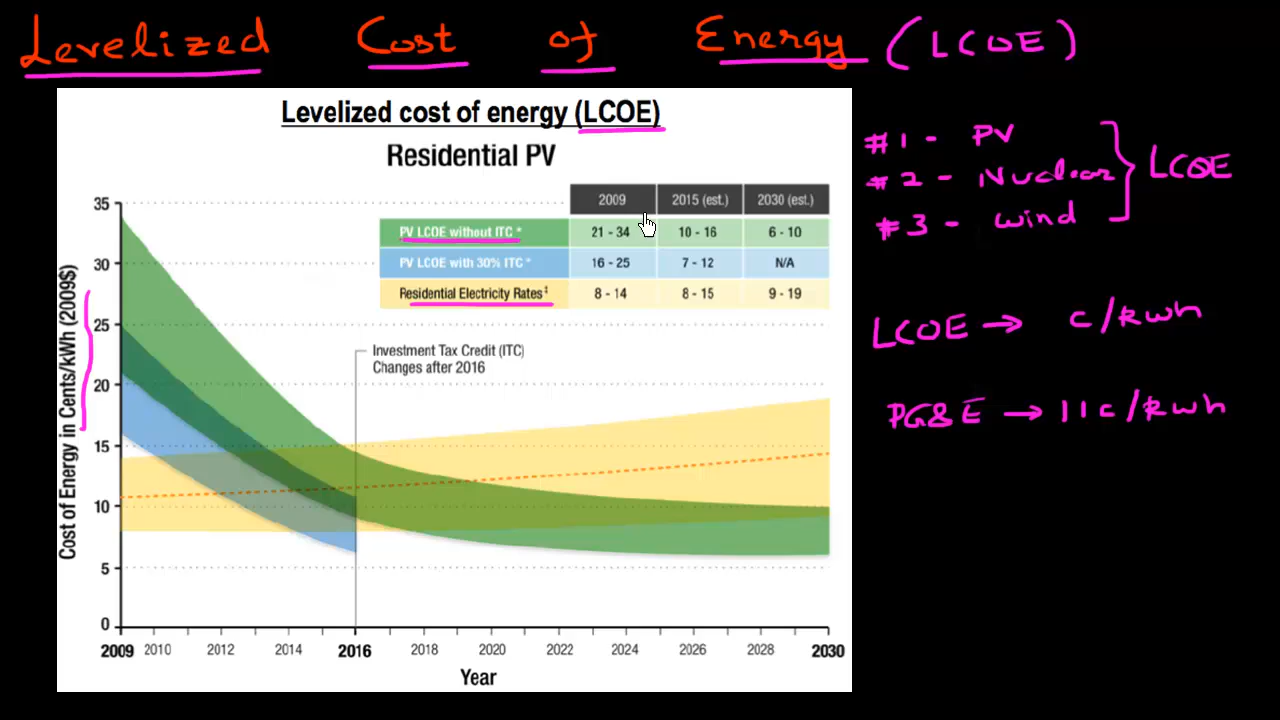 Levelized Cost of Energy (LCOE)
Levelized cost of energy (LCOE)
Residential PV
2009 2015 (est.) 2030 (est.)
PV LCOE without ITC * 21 - 34 10 - 16 6 - 10
PV LCOE with 30% ITC * 16 - 25 7 - 12 N/A
Residential Electricity Rates‡ 8 - 14 8 - 15 9 - 19
Investment Tax Credit (ITC)
Changes after 2016
Cost of Energy in Cents/kWh (2009$)
35
30
25
20
15
10
5
0
2009 2010 2012 2014 2016 2018 2020 2022 2024 2026 2028 2030
Year
#1 - PV
#2 - Nuclear
#3 - Wind
LCOE
LCOE → c/kwh
PG&E → 11c/kwh